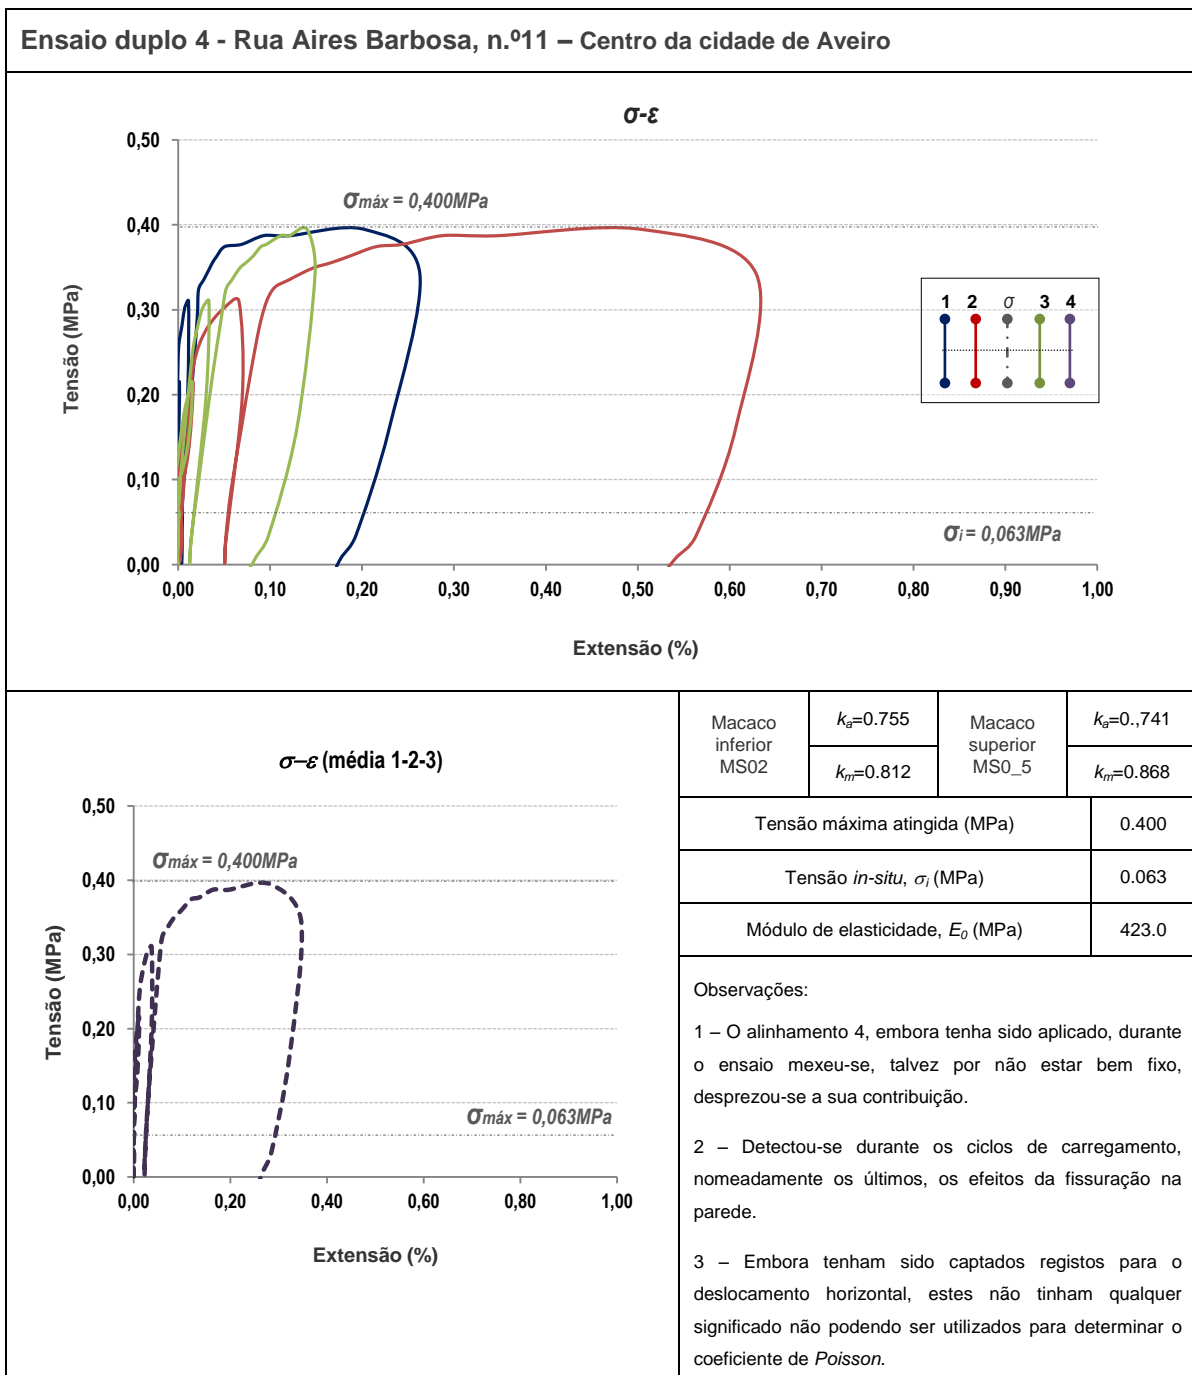 Ensaio duplo 4 - Rua Aires Barbosa, n.º11 – Centro da cidade de Aveiro
σ-ε
0,50
0,40
0,30
0,20
0,10
0,00
Tensão (MPa)
σmáx = 0,400MPa
σi = 0,063MPa
1 2 σ 3 4
0,00 0,10 0,20 0,30 0,40 0,50 0,60 0,70 0,80 0,90 1,00
Extensão (%)
σ–ε (média 1-2-3)
0,50
0,40
0,30
0,20
0,10
0,00
Tensão (MPa)
σmáx = 0,400MPa
σmáx = 0,063MPa
0,00 0,20 0,40 0,60 0,80 1,00
Extensão (%)
Macaco
inferior
MS02
ka=0.755
km=0.812
Macaco
superior
MS0_5
ka=0.,741
km=0.868
Tensão máxima atingida (MPa) 0.400
Tensão in-situ, σi (MPa) 0.063
Módulo de elasticidade, E0 (MPa) 423.0
Observações:
1 – O alinhamento 4, embora tenha sido aplicado, durante
o ensaio mexeu-se, talvez por não estar bem fixo,
desprezou-se a sua contribuição.
2 – Detectou-se durante os ciclos de carregamento,
nomeadamente os últimos, os efeitos da fissuração na
parede.
3 – Embora tenham sido captados registos para o
deslocamento horizontal, estes não tinham qualquer
significado não podendo ser utilizados para determinar o
coeficiente de Poisson.